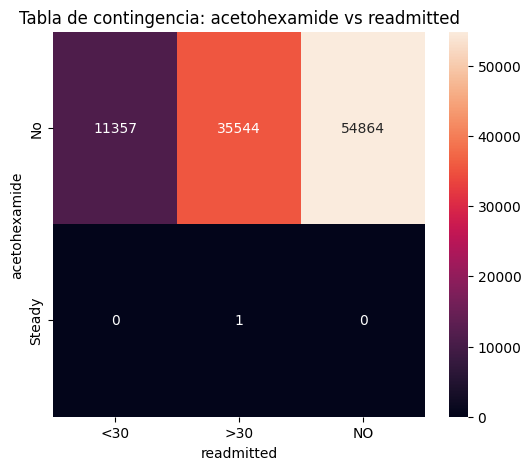 Tabla de contingencia: acetohexamide vs readmitted
No
11357
35544
54864
Steady
0
1
0
acetohexamide
<30
>30
NO
readmitted
50000
40000
30000
20000
10000
0